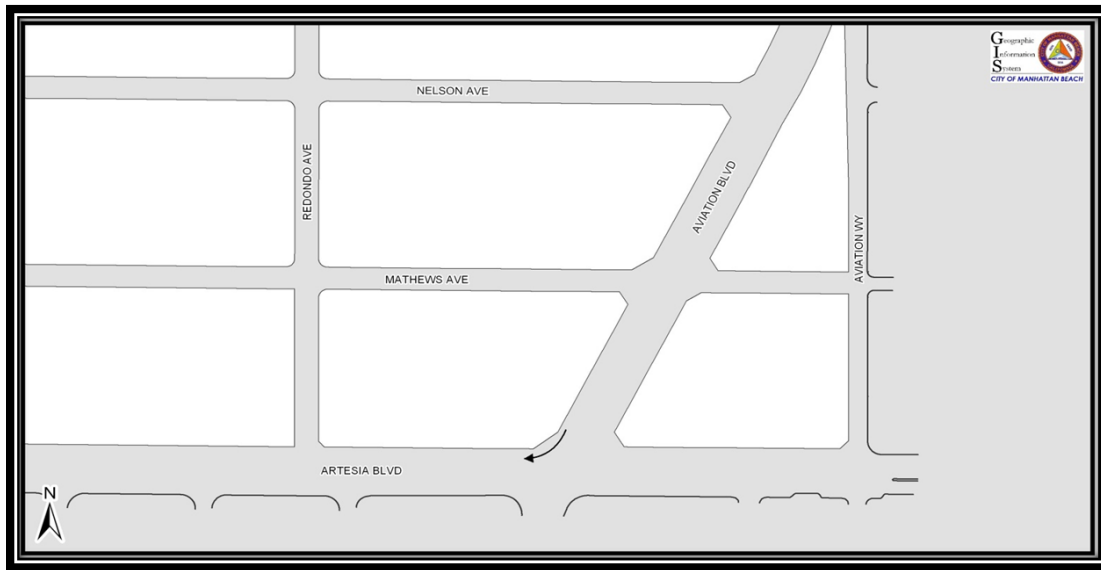 Geographic
Information
System
CITY OF MANHATTAN BEACH
NELSON AVE
REDONDO AVE
AVIATION BLVD
AVIATION WY
MATHEWS AVE
ARTESIA BLVD
N